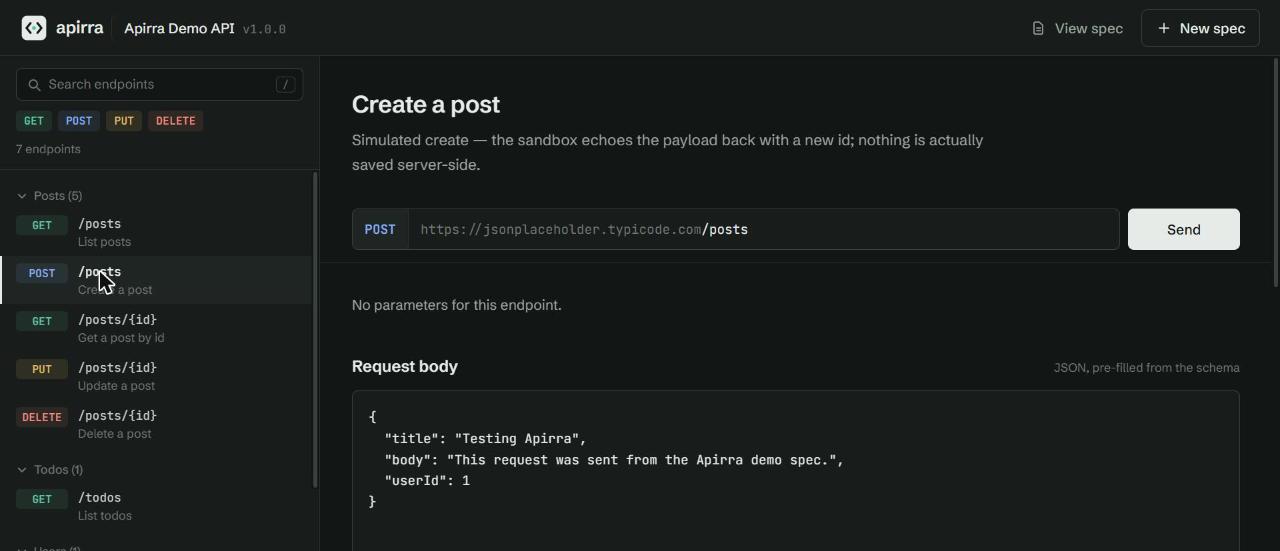 apirra
Apirra Demo API v1.0.0
View spec
New spec
Search endpoints /
GET POST PUT DELETE
7 endpoints
Posts (5)
GET /posts
List posts
POST /posts
Create a post
GET /posts/{id}
Get a post by id
PUT /posts/{id}
Update a post
DELETE /posts/{id}
Delete a post
Todos (1)
GET /todos
List todos
Users (1)
Create a post
Simulated create — the sandbox echoes the payload back with a new id; nothing is actually
saved server-side.
POST https://jsonplaceholder.typicode.com/posts
Send
No parameters for this endpoint.
Request body
JSON, pre-filled from the schema
{
"title": "Testing Apirra",
"body": "This request was sent from the Apirra demo spec.",
"userId": 1
}